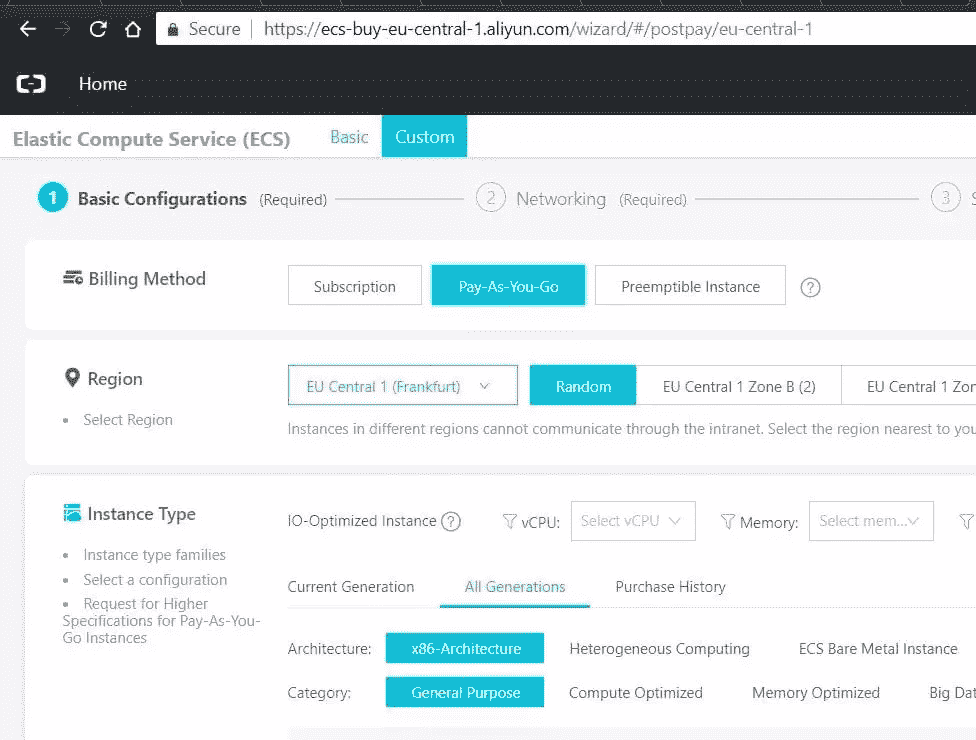 Secure https://ecs-buy-eu-central-1.aliyun.com/wizard/#/postpay/eu-central-1
Home
Elastic Compute Service (ECS) Basic Custom
1 Basic Configurations (Required) 2 Networking (Required) 3
Billing Method Subscription Pay-As-You-Go Preemptible Instance ?
Region EU Central 1 (Frankfurt) Random EU Central 1 Zone B (2) EU Central 1
Select Region
Instances in different regions cannot communicate through the intranet. Select the region nearest to
Instance Type IO-Optimized Instance ? vCPU: Select vCPU Memory: Select mem...
Instance type families
Select a configuration
Request for Higher
Specifications for Pay-As-You-
Go Instances
Current Generation All Generations Purchase History
Architecture: x86-Architecture Heterogeneous Computing ECS Bare Metal Instance
Category: General Purpose Compute Optimized Memory Optimized Big